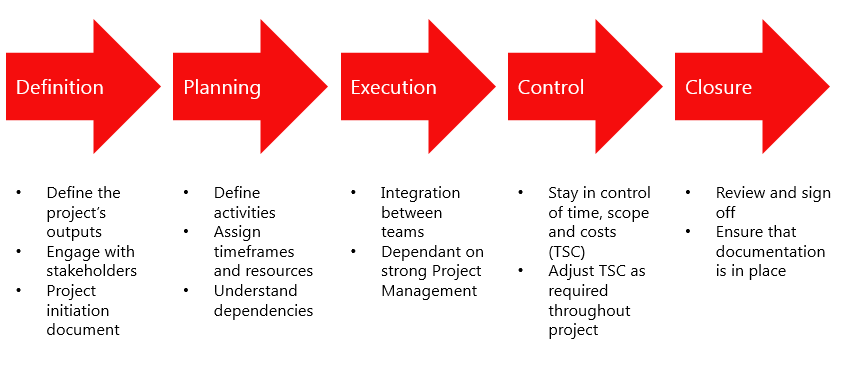 Definition
Planning
Execution
Control
Closure
• Define the
project's
outputs
• Engage with
stakeholders
• Project
initiation
document
• Define
activities
• Assign
timeframes
and resources
• Understand
dependencies
• Integration
between
teams
• Dependant on
strong Project
Management
• Stay in control
of time, scope
and costs
(TSC)
• Adjust TSC as
required
throughout
project
• Review and sign
off
• Ensure that
documentation
is in place